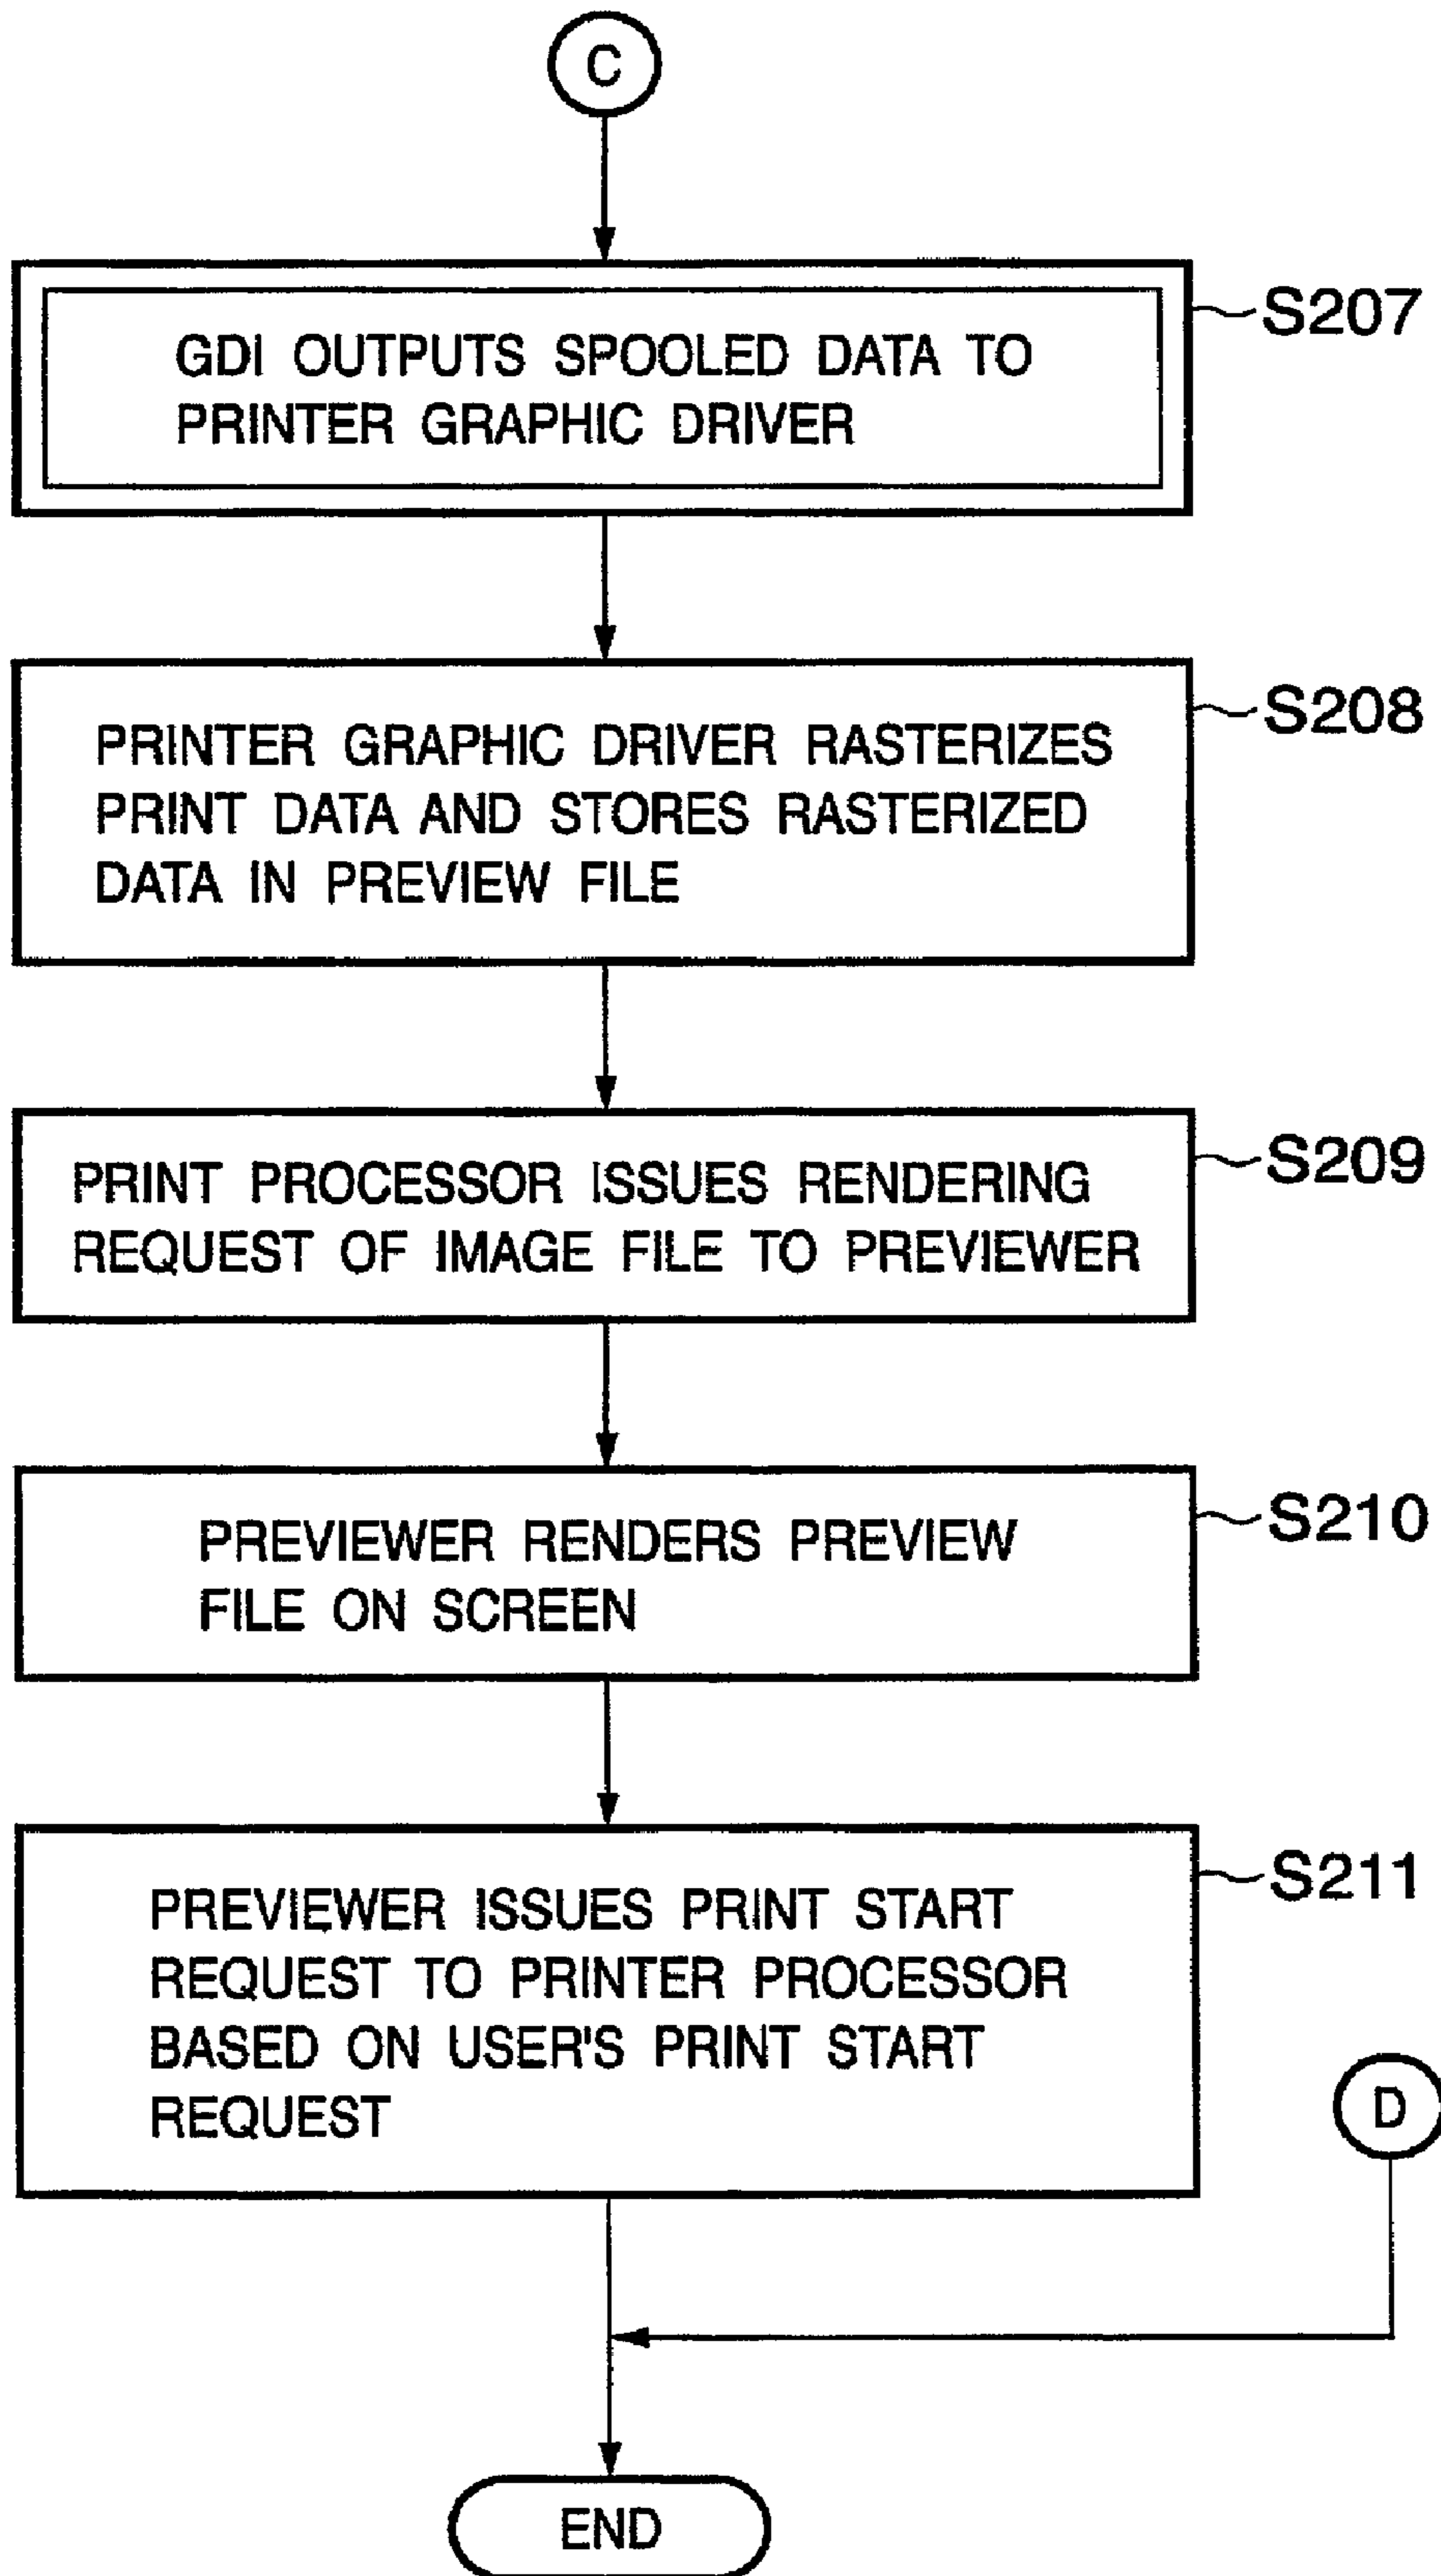 C
GDI OUTPUTS SPOOLED DATA TO
PRINTER GRAPHIC DRIVER
S207
PRINTER GRAPHIC DRIVER RASTERIZES
PRINT DATA AND STORES RASTERIZED
DATA IN PREVIEW FILE
S208
PRINT PROCESSOR ISSUES RENDERING
REQUEST OF IMAGE FILE TO PREVIEWER
S209
PREVIEWER RENDERS PREVIEW
FILE ON SCREEN
S210
PREVIEWER ISSUES PRINT START
REQUEST TO PRINTER PROCESSOR
BASED ON USER'S PRINT START
REQUEST
S211
D
END